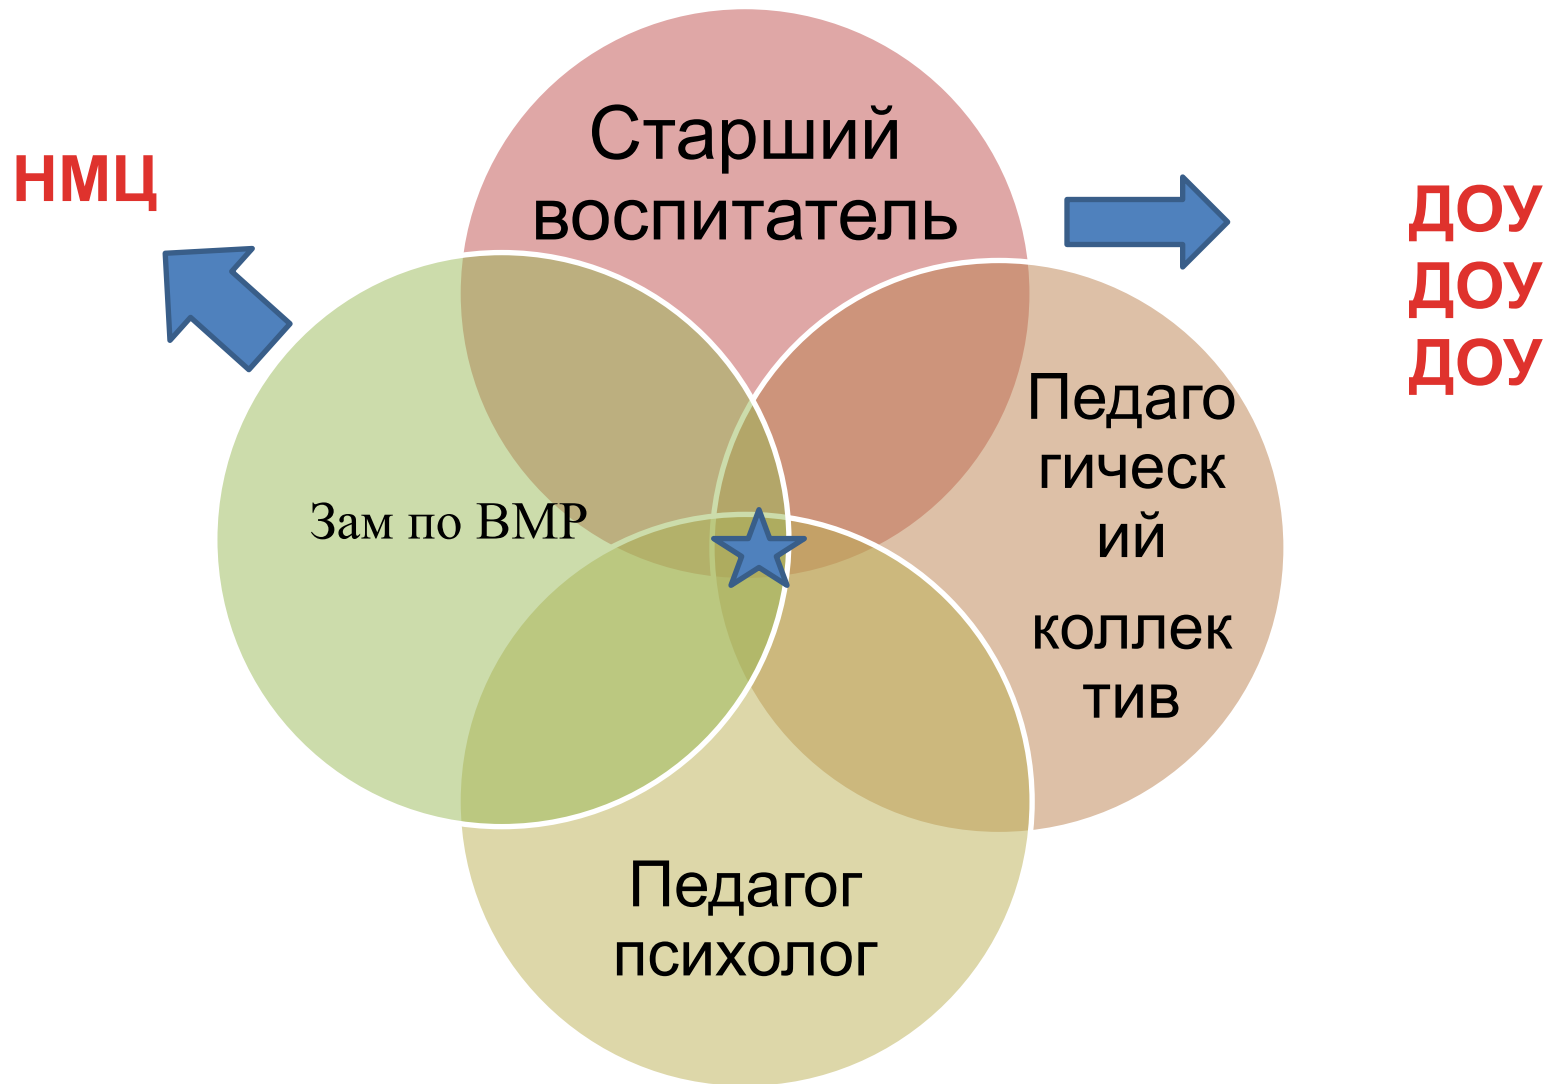 Старший
воспитатель
НМЦ
ДОУ
ДОУ
ДОУ
Педаго
гическ
ий
коллек
тив
Зам по ВМР
Педагог
психолог